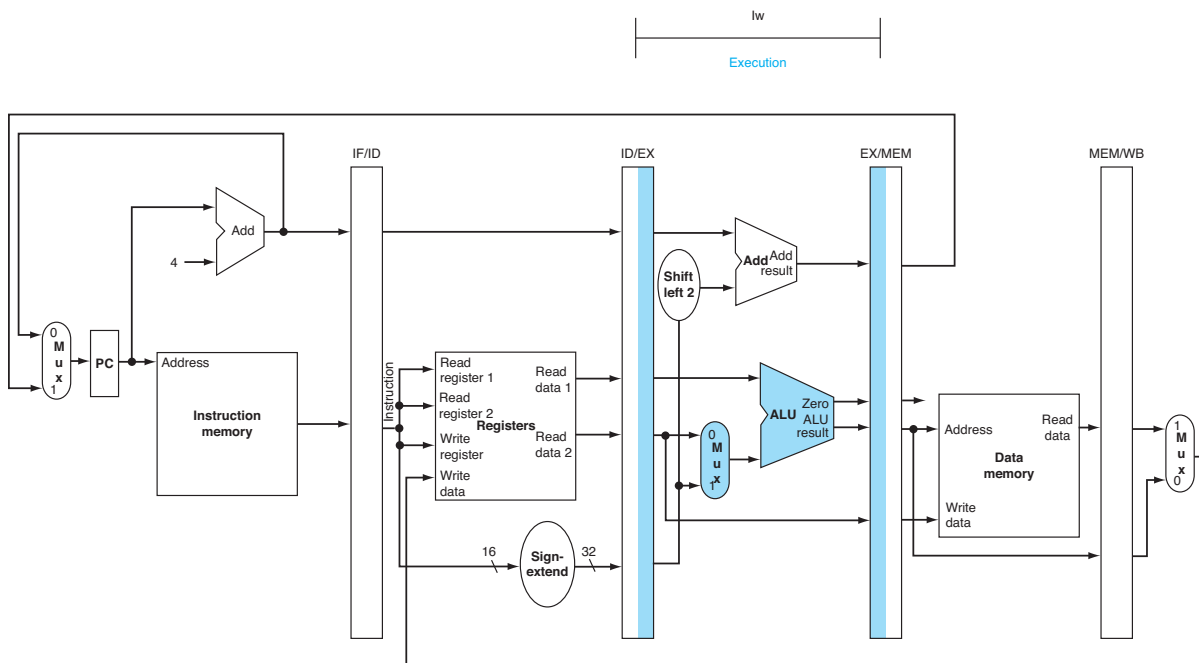 lw
Execution
IF/ID
ID/EX
EX/MEM
MEM/WB
Add
4
Shift
left 2
Add
Add
result
0
M
u
x
1
PC
Address
Instruction
memory
Instruction
Read
register 1
Read
register 2
Write
register
Write
data
Registers
Read
data 1
Read
data 2
16
Sign-
extend
32
0
M
u
x
1
ALU
Zero
ALU
result
Address
Write
data
Data
memory
Read
data
1
M
u
x
0